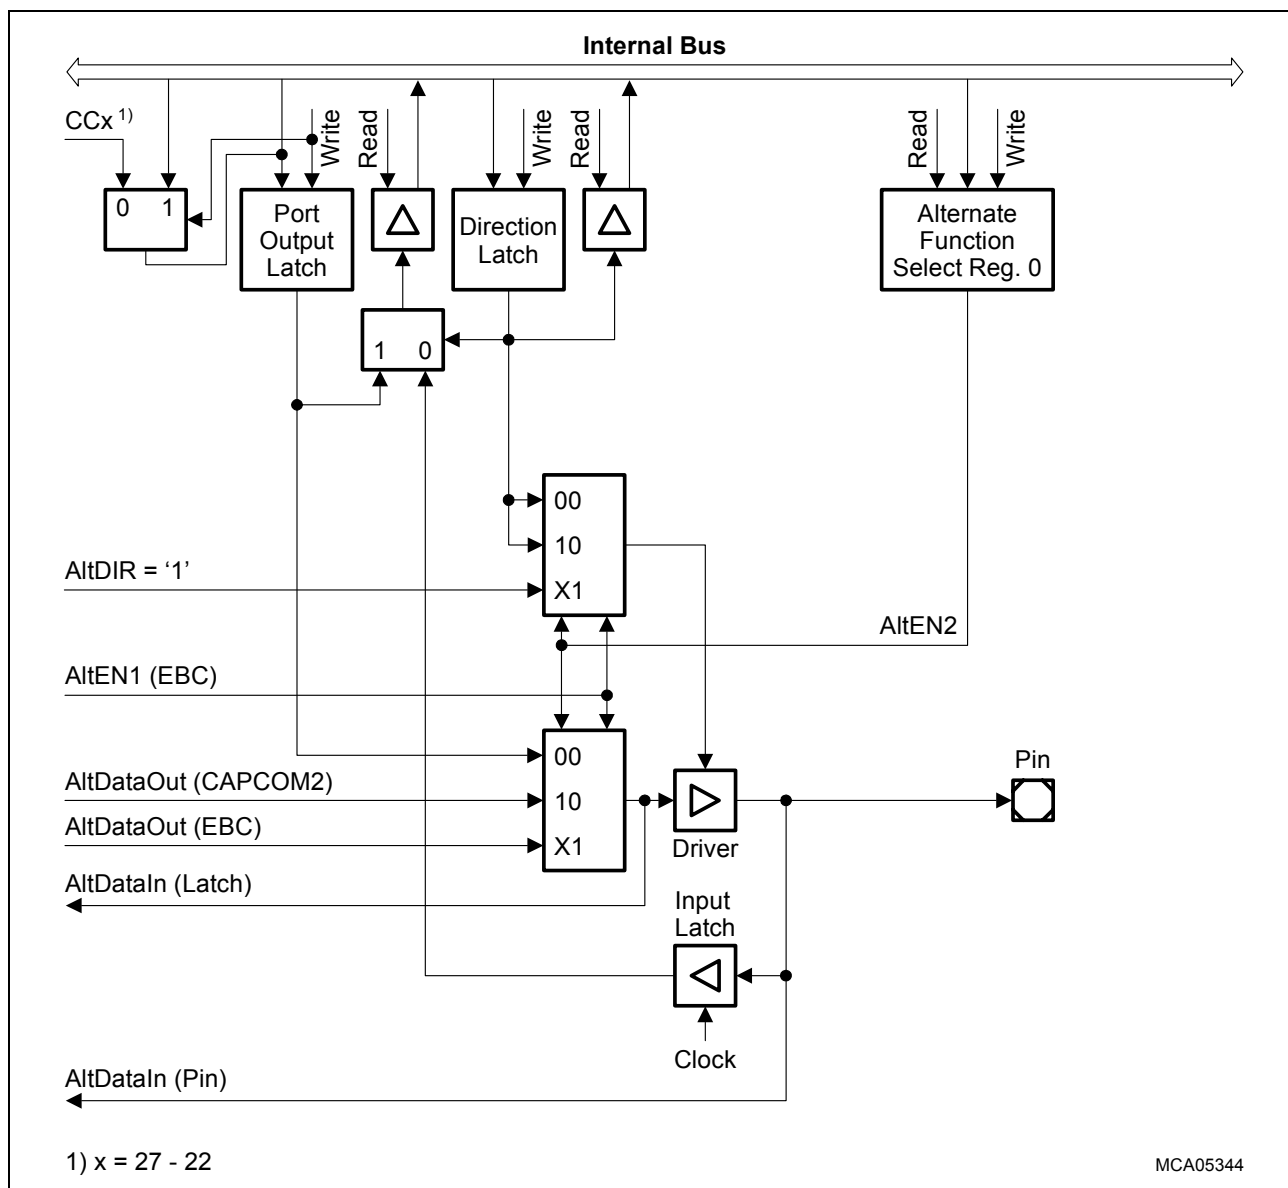 Internal Bus
CCx 1)
Write
Read
Write
Read
Read
Write
0 1
Port
Output
Latch
Direction
Latch
Alternate
Function
Select Reg. 0
1 0
00
10
X1
AltDIR = ‘1’
AltEN2
AltEN1 (EBC)
00
10
X1
AltDataOut (CAPCOM2)
AltDataOut (EBC)
Driver
Pin
AltDataIn (Latch)
Input
Latch
Clock
AltDataIn (Pin)
1) x = 27 - 22
MCA05344